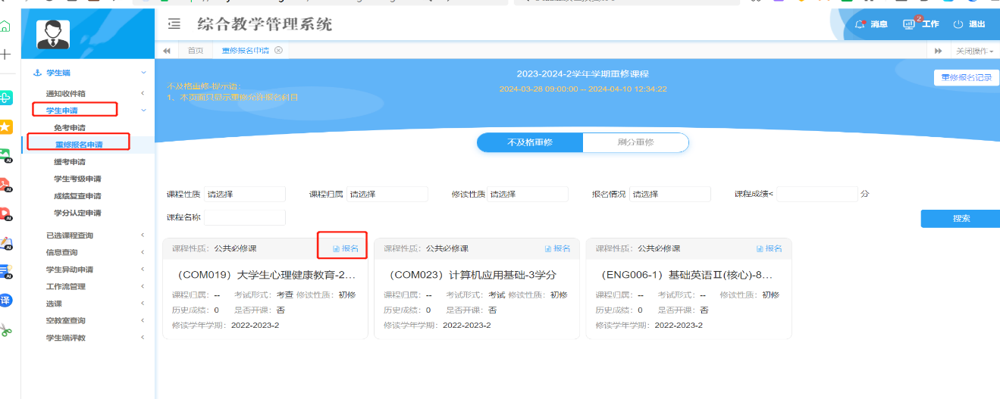 综合教学管理系统
消息
2
工作
退出
首页
重修报名申请
关闭操作
学生端
通知收件箱
学生申请
免考申请
重修报名申请
缓考申请
学生考级申请
成绩复查申请
学分认定申请
已选课程查询
信息查询
学生异动申请
工作流管理
选课
空教室查询
学生端评教
2023-2024-2学年学期重修课程
2024-03-28 09:00:00 -- 2024-04-10 12:34:22
重修报名记录
不及格重修-提示语：
1、本页面只显示重修允许报名科目
不及格重修
刷分重修
课程性质 请选择
课程归属 请选择
修读性质 请选择
报名情况 请选择
课程成绩< 分
课程名称
搜索
课程性质：公共必修课 报名
（COM019）大学生心理健康教育-2...
课程归属：-- 考试形式：考查 修读性质：初修
历史成绩：0 是否开课：否
修读学年学期：2022-2023-2
课程性质：公共必修课 报名
（COM023）计算机应用基础-3学分
课程归属：-- 考试形式：考试 修读性质：初修
历史成绩：0 是否开课：否
修读学年学期：2022-2023-2
课程性质：公共必修课 报名
（ENG006-1）基础英语Ⅱ(核心)-8...
课程归属：-- 考试形式：-- 修读性质：初修
历史成绩：0 是否开课：否
修读学年学期：2022-2023-2
AI
AI
AI
AI
AI
译